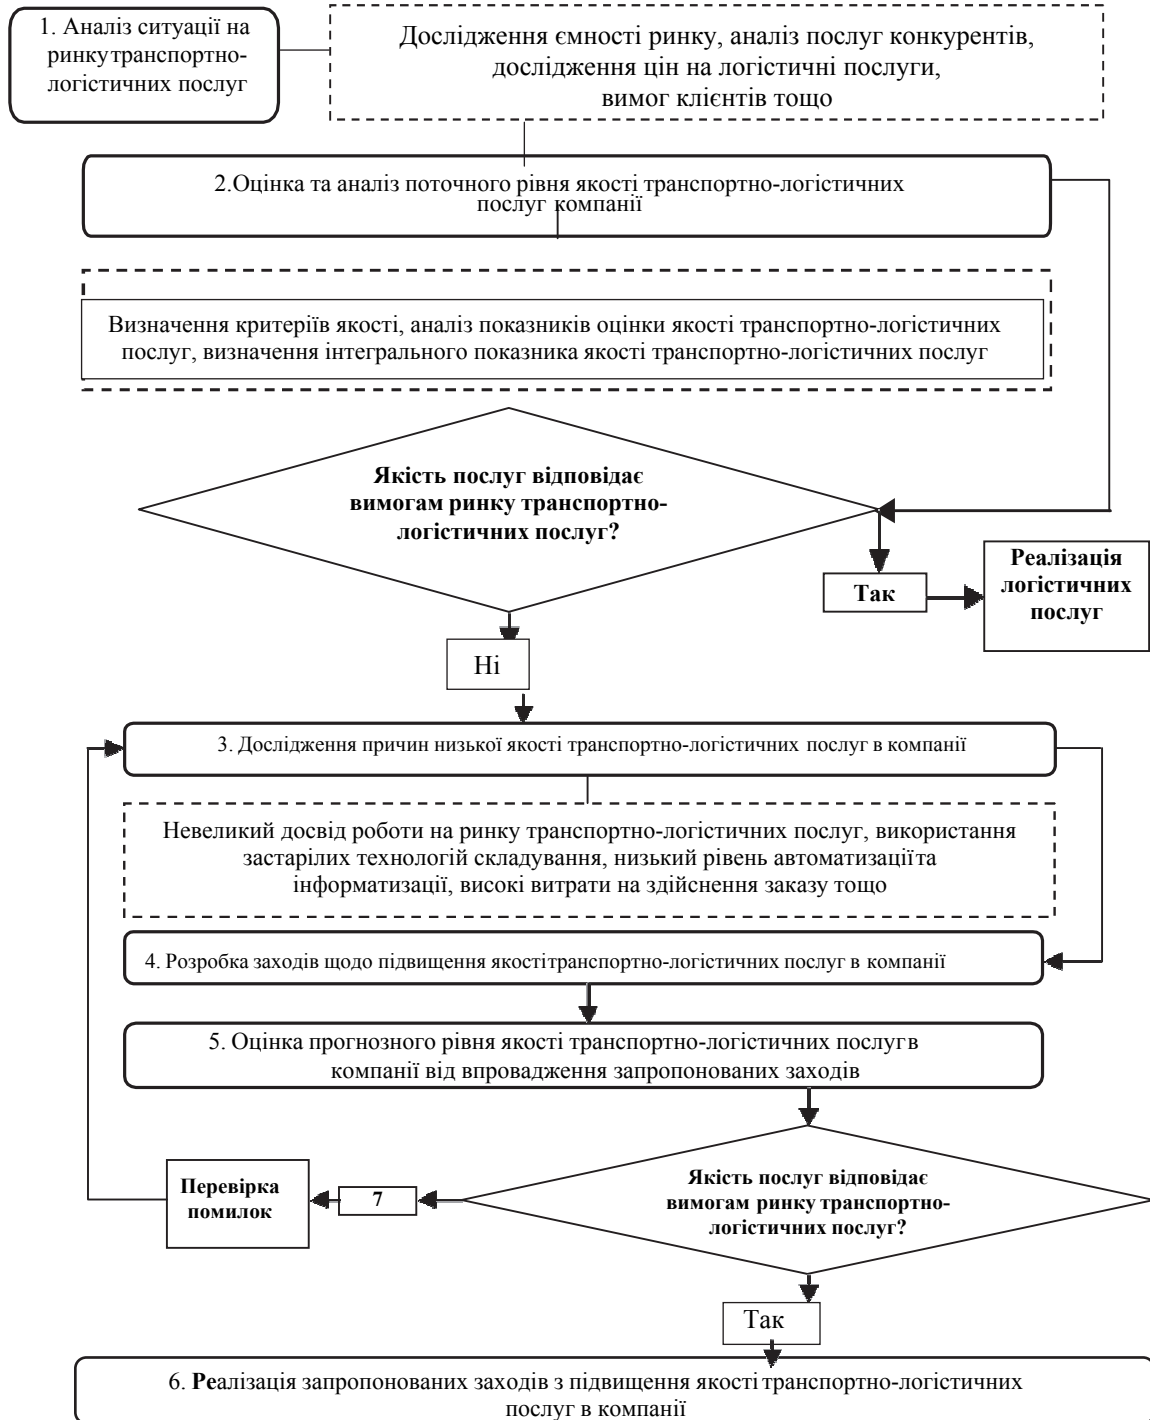 1. Аналіз ситуації на
ринкутранспортно-
логістичних послуг
Дослідження ємності ринку, аналіз послуг конкурентів,
дослідження цін на логістичні послуги,
вимог клієнтів тощо
2.Оцінка та аналіз поточного рівня якості транспортно-логістичних
послуг компанії
Визначення критеріїв якості, аналіз показників оцінки якості транспортно-логістичних
послуг, визначення інтегрального показника якості транспортно-логістичних послуг
Якість послуг відповідає
вимогам ринку транспортно-
логістичних послуг?
Так
Реалізація
логістичних
послуг
Ні
3. Дослідження причин низької якості транспортно-логістичних послуг в компанії
Невеликий досвід роботи на ринку транспортно-логістичних послуг, використання
застарілих технологій складування, низький рівень автоматизаціїта
інформатизації, високі витрати на здійснення заказу тощо
4. Розробка заходів щодо підвищення якостітранспортно-логістичних послуг в компанії
5. Оцінка прогнозного рівня якості транспортно-логістичних послуг в
компанії від впровадження запропонованих заходів
Якість послуг відповідає
вимогам ринку транспортно-
логістичних послуг?
7
Перевірка
помилок
Так
6. Реалізація запропонованих заходів з підвищення якості транспортно-логістичних
послуг в компанії